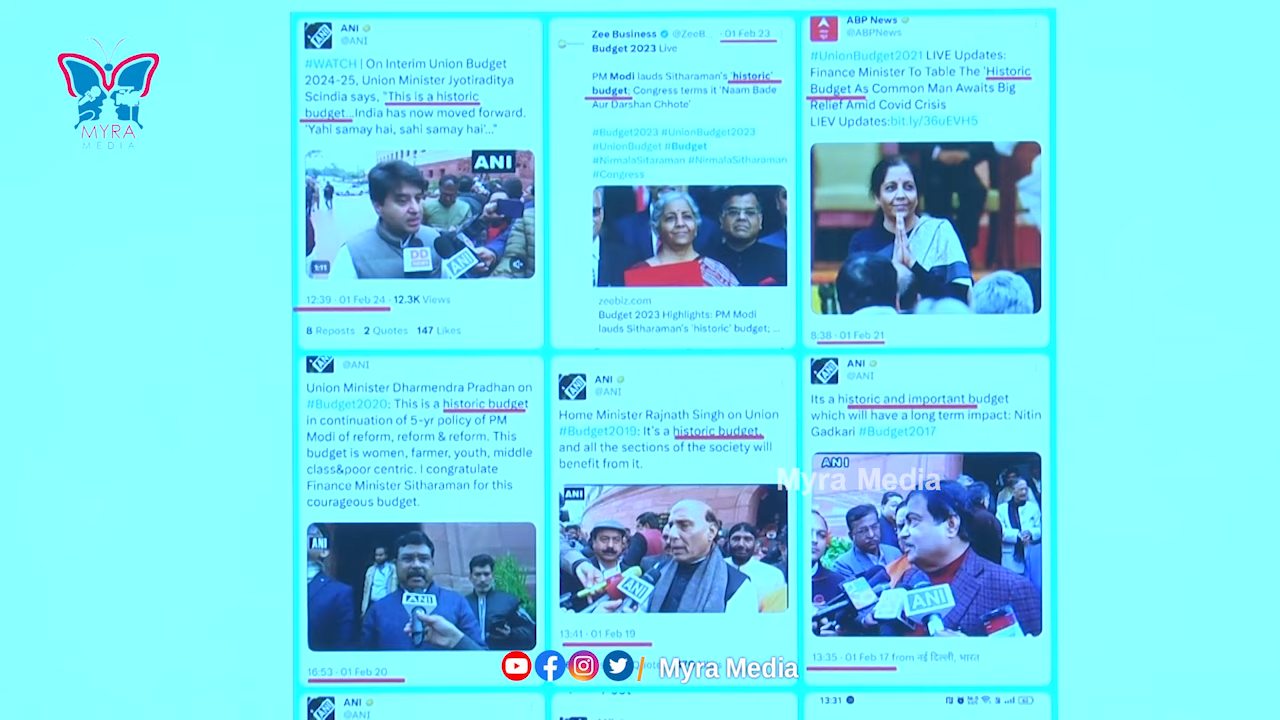 MYRA
MEDIA
ANI
@ANI
#WATCH | On Interim Union Budget
2024-25, Union Minister Jyotiraditya
Scindia says, "This is a historic
budget...India has now moved forward.
'Yahi samay hai, sahi samay hai'..."
ANI
DD
NEWS
ANI
1:11
12:39 · 01 Feb 24 · 12.3K Views
8 Reposts 2 Quotes 147 Likes
Zee Business @ZeeB... · 01 Feb 23
Budget 2023 Live
PM Modi lauds Sitharaman's 'historic'
budget; Congress terms it 'Naam Bade
Aur Darshan Chhote'
#Budget2023 #UnionBudget2023
#UnionBudget #Budget
#NirmalaSitaraman #NirmalaSitharaman
#Congress
zeebiz.com
Budget 2023 Highlights: PM Modi
lauds Sitharaman's 'historic' budget; ...
ABP News
@ABPNews
#UnionBudget2021 LIVE Updates:
Finance Minister To Table The 'Historic
Budget As Common Man Awaits Big
Relief Amid Covid Crisis
LIEV Updates:bit.ly/36uEVH5
8:38 · 01 Feb 21
@ANI
Union Minister Dharmendra Pradhan on
#Budget2020: This is a historic budget
in continuation of 5-yr policy of PM
Modi of reform, reform & reform. This
budget is women, farmer, youth, middle
class&poor centric. I congratulate
Finance Minister Sitharaman for this
courageous budget.
ANI
ANI
16:53 · 01 Feb 20
ANI
@ANI
Home Minister Rajnath Singh on Union
#Budget2019: It's a historic budget,
and all the sections of the society will
benefit from it.
ANI
ANI
13:41 · 01 Feb 19
ANI
@ANI
Its a historic and important budget
which will have a long term impact: Nitin
Gadkari #Budget2017
ANI
ANI
13:35 · 01 Feb 17 from नई दिल्ली, भारत
Myra Media
/ Myra Media
ANI
@ANI
13:31